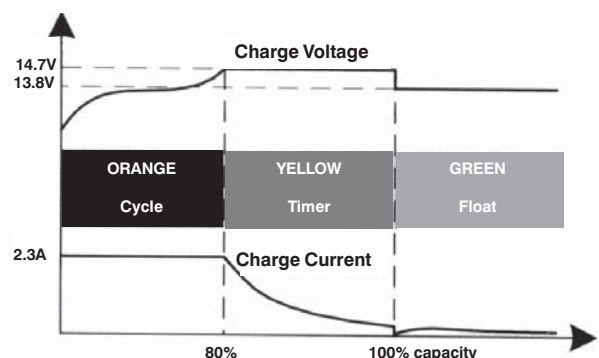 Charge Voltage
14.7V
13.8V
ORANGE YELLOW GREEN
Cycle Timer Float
2.3A
Charge Current
80% 100% capacity